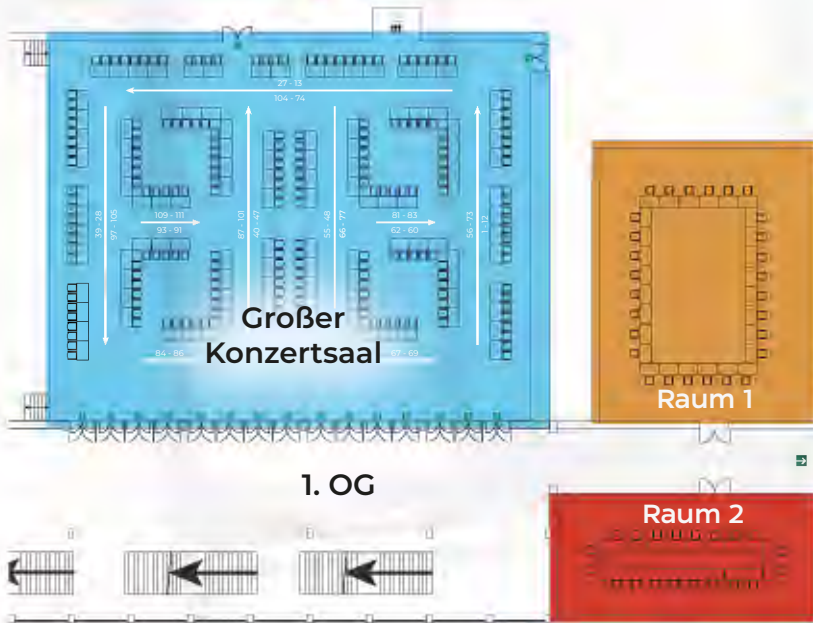 27 - 13
104 - 74
39 - 28
97 - 105
109 - 111
93 - 91
87 - 101
40 - 47
55 - 48
66 - 77
81 - 83
62 - 60
56 - 73
1 - 12
Großer
Konzertsaal
84 - 86
67 - 69
Raum 1
1. OG
Raum 2